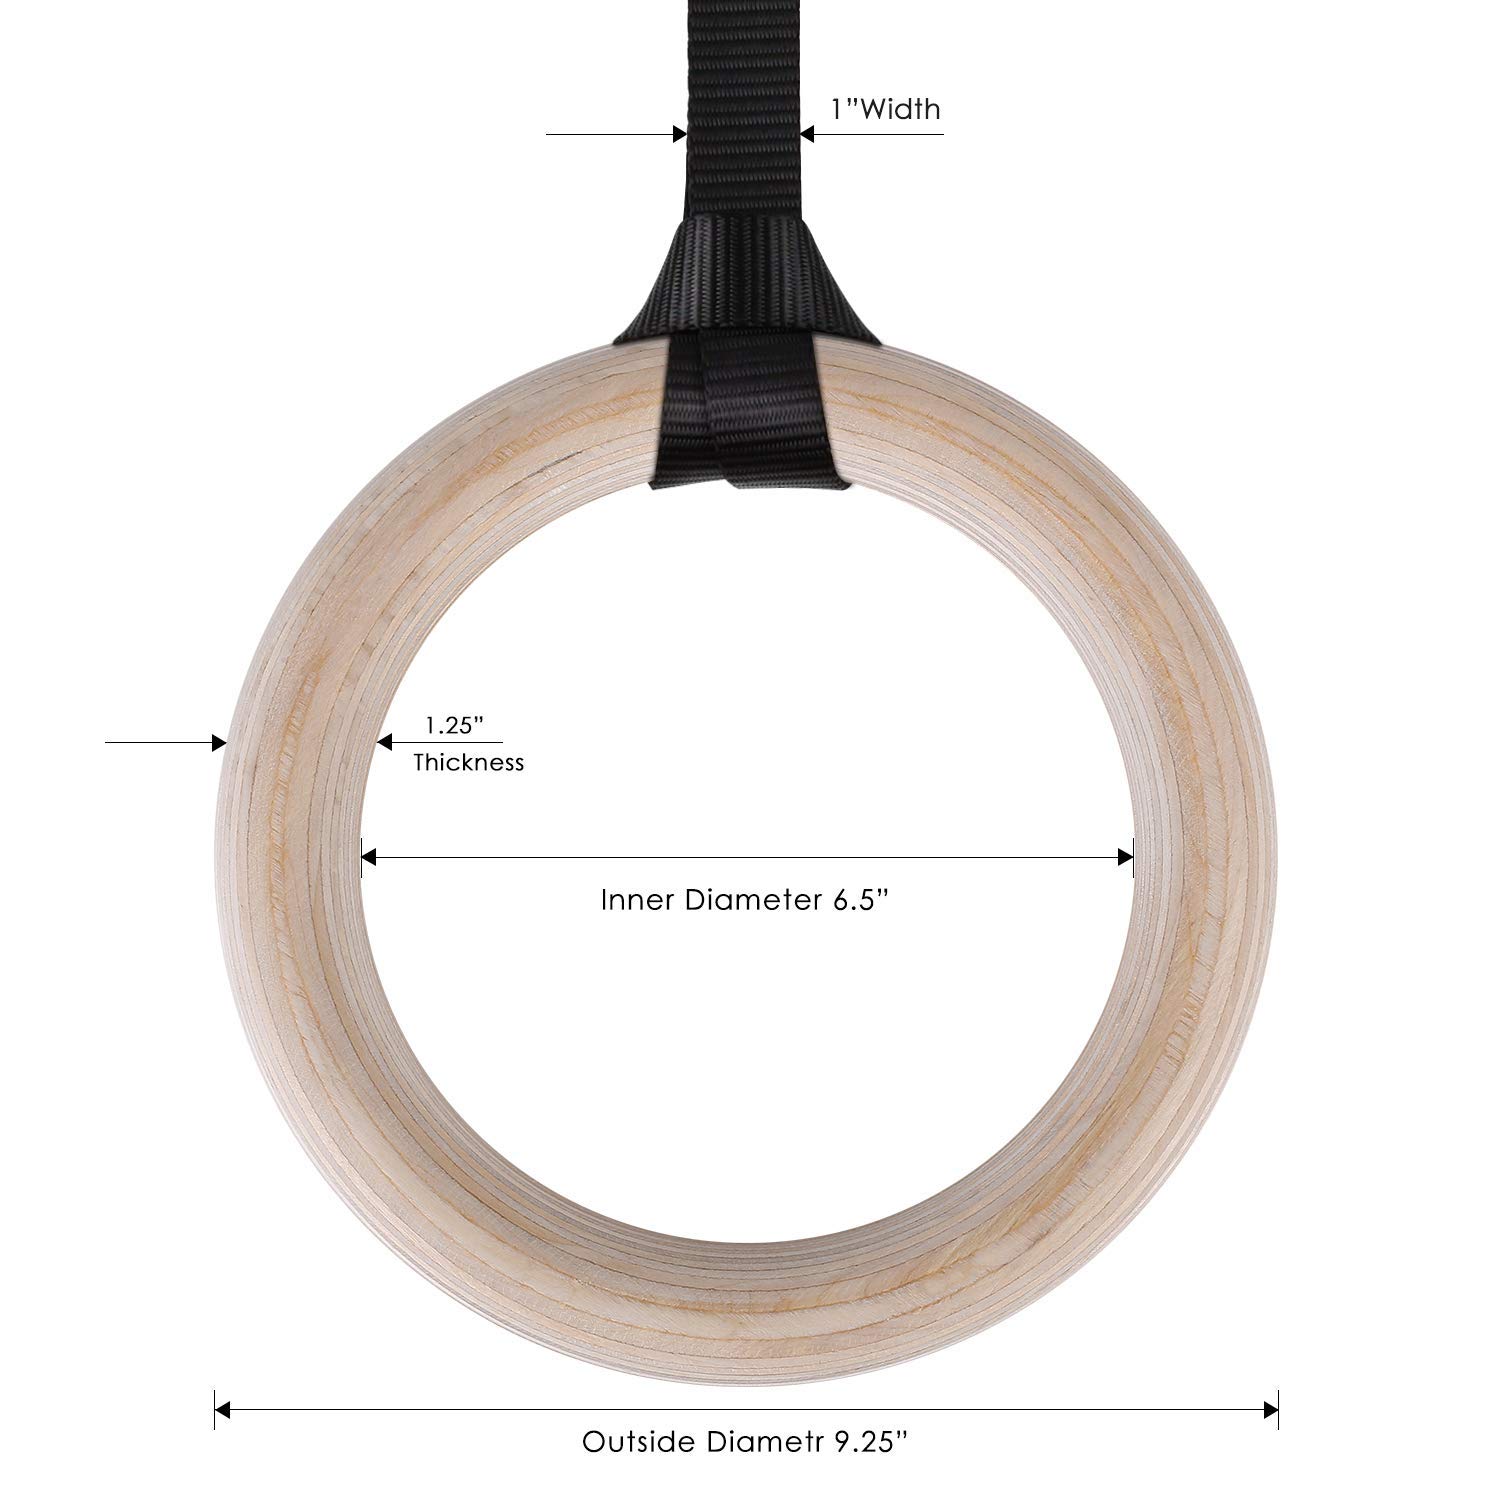 1”Width
1.25”
Thickness
Inner Diameter 6.5”
Outside Diametr 9.25”